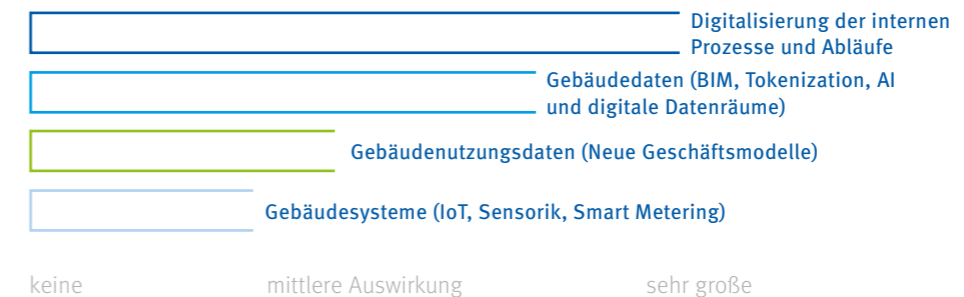 Digitalisierung der internen
Prozesse und Abläufe
Gebäudedaten (BIM, Tokenization, AI
und digitale Datenräume)
Gebäudenutzungsdaten (Neue Geschäftsmodelle)
Gebäudesysteme (IoT, Sensorik, Smart Metering)
keine mittlere Auswirkung sehr große